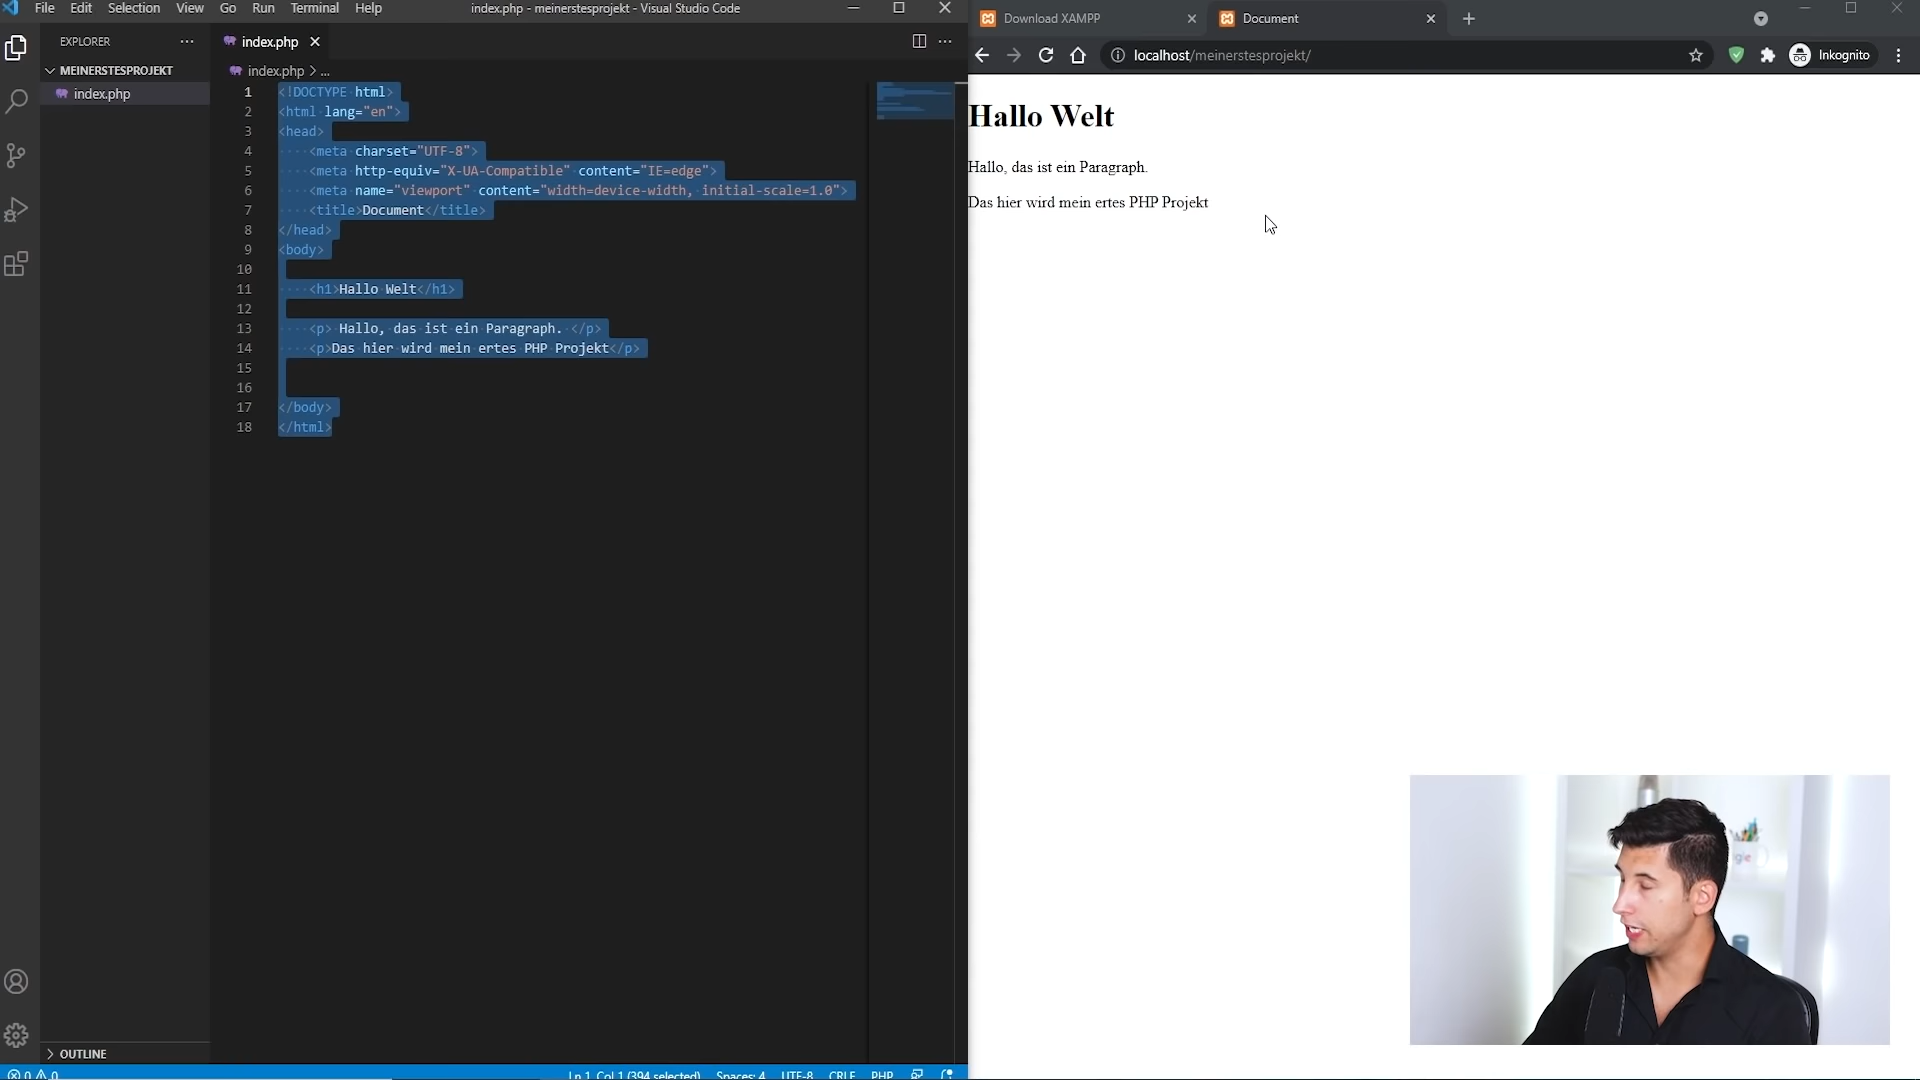 File Edit Selection View Go Run Terminal Help
index.php - meinerstesprojekt - Visual Studio Code
EXPLORER
MEINERSTESPROJEKT
index.php
index.php
index.php > ...
1 <!DOCTYPE html>
2 <html lang="en">
3 <head>
4 <meta charset="UTF-8">
5 <meta http-equiv="X-UA-Compatible" content="IE=edge">
6 <meta name="viewport" content="width=device-width, initial-scale=1.0">
7 <title>Document</title>
8 </head>
9 <body>
10
11 <h1>Hallo Welt</h1>
12
13 <p> Hallo, das ist ein Paragraph. </p>
14 <p>Das hier wird mein ertes PHP Projekt</p>
15
16
17 </body>
18 </html>
OUTLINE
0 0
Ln 1, Col 1 (394 selected) Spaces: 4 UTF-8 CRLF PHP
Download XAMPP
Document
localhost/meinerstesprojekt/
Inkognito
Hallo Welt
Hallo, das ist ein Paragraph.
Das hier wird mein ertes PHP Projekt